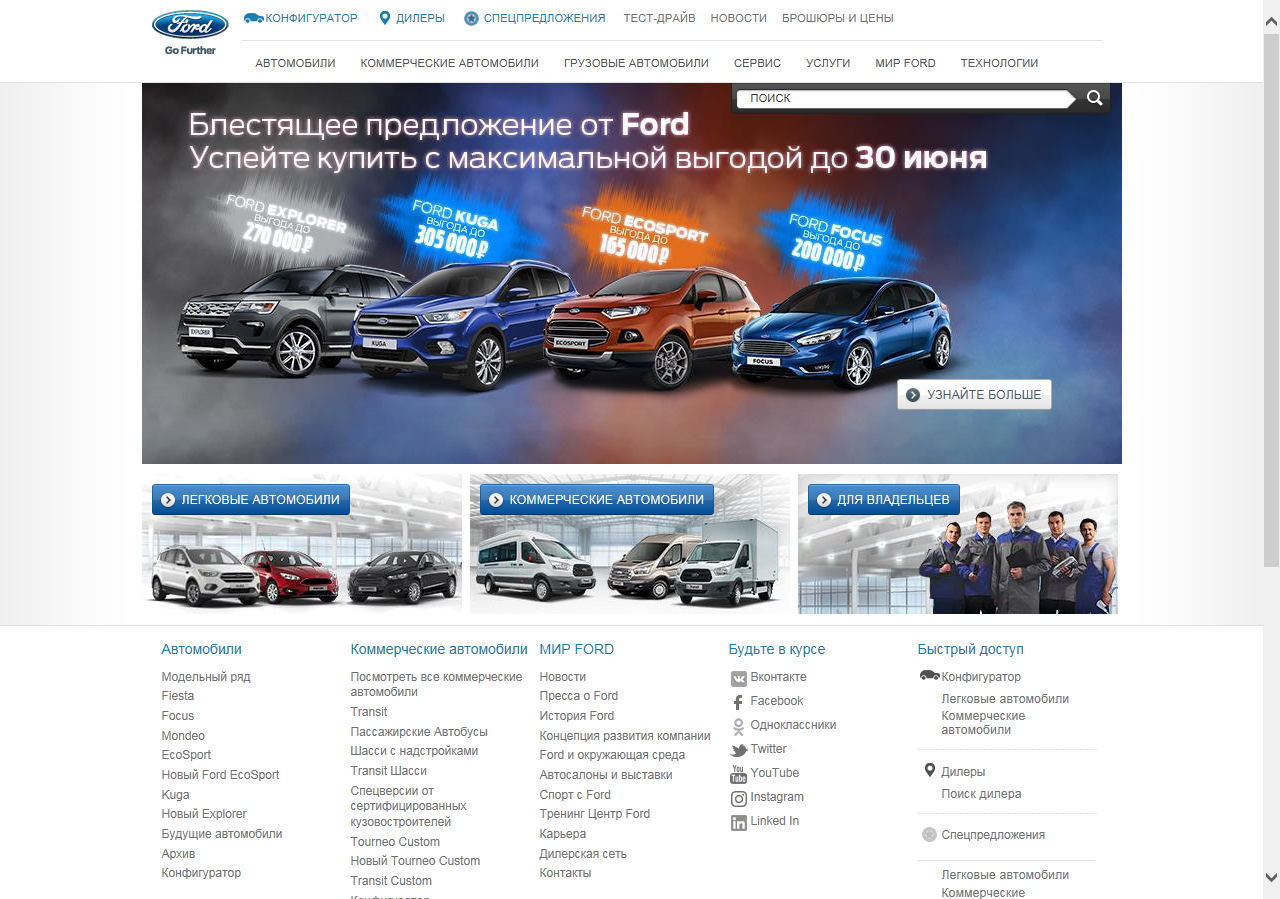 Ford
Go Further
КОНФИГУРАТОР ДИЛЕРЫ СПЕЦПРЕДЛОЖЕНИЯ ТЕСТ-ДРАЙВ НОВОСТИ БРОШЮРЫ И ЦЕНЫ
АВТОМОБИЛИ КОММЕРЧЕСКИЕ АВТОМОБИЛИ ГРУЗОВЫЕ АВТОМОБИЛИ СЕРВИС УСЛУГИ МИР FORD ТЕХНОЛОГИИ
ПОИСК
Блестящее предложение от Ford
Успейте купить с максимальной выгодой до 30 июня
FORD EXPLORER
ВЫГОДА ДО
270 000 ₽
FORD KUGA
ВЫГОДА ДО
305 000 ₽
FORD ECOSPORT
ВЫГОДА ДО
165 000 ₽
FORD FOCUS
ВЫГОДА ДО
200 000 ₽
EXPLORER
KUGA
ECOSPORT
FOCUS
УЗНАЙТЕ БОЛЬШЕ
ЛЕГКОВЫЕ АВТОМОБИЛИ
КОММЕРЧЕСКИЕ АВТОМОБИЛИ
ДЛЯ ВЛАДЕЛЬЦЕВ
Автомобили
Модельный ряд
Fiesta
Focus
Mondeo
EcoSport
Новый Ford EcoSport
Kuga
Новый Explorer
Будущие автомобили
Архив
Конфигуратор
Коммерческие автомобили
Посмотреть все коммерческие
автомобили
Transit
Пассажирские Автобусы
Шасси с надстройками
Transit Шасси
Спецверсии от
сертифицированных
кузовостроителей
Tourneo Custom
Новый Tourneo Custom
Transit Custom
Конфигуратор
МИР FORD
Новости
Пресса о Ford
История Ford
Концепция развития компании
Ford и окружающая среда
Автосалоны и выставки
Спорт с Ford
Тренинг Центр Ford
Карьера
Дилерская сеть
Контакты
Будьте в курсе
Вконтакте
Facebook
Одноклассники
Twitter
YouTube
Instagram
Linked In
Быстрый доступ
Конфигуратор
Легковые автомобили
Коммерческие
автомобили
Дилеры
Поиск дилера
Спецпредложения
Легковые автомобили
Коммерческие